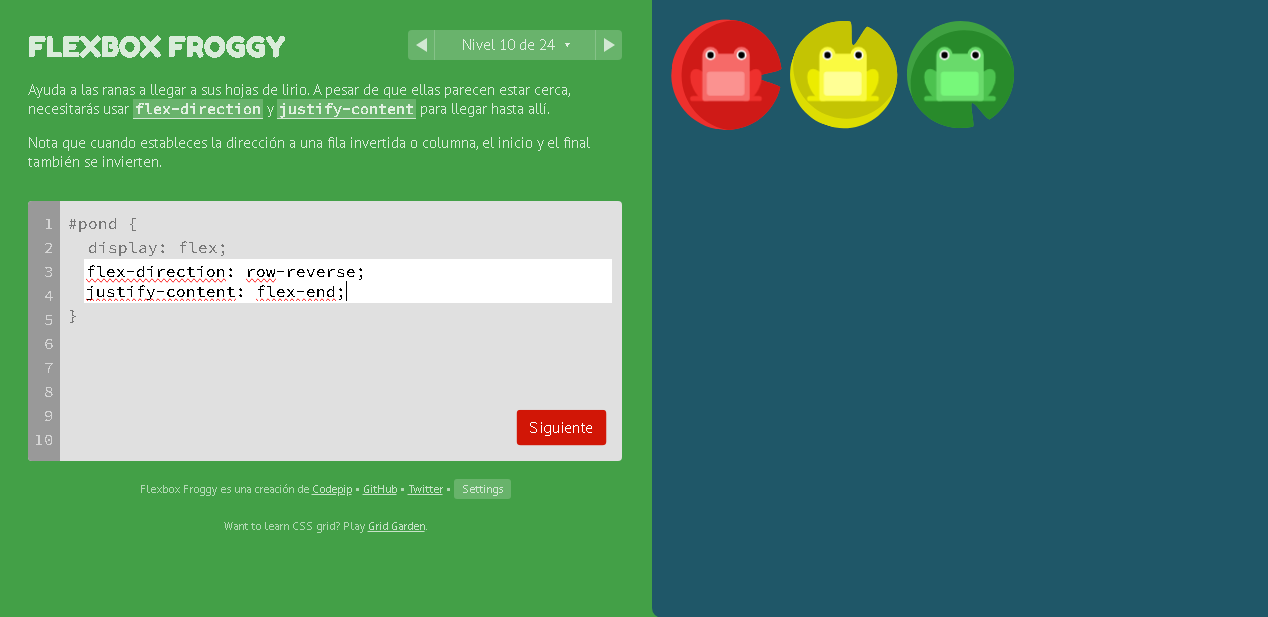 FLEXBOX FROGGY
◀ Nivel 10 de 24 ▾ ▶
Ayuda a las ranas a llegar a sus hojas de lirio. A pesar de que ellas parecen estar cerca,
necesitarás usar flex-direction y justify-content para llegar hasta allí.
Nota que cuando estableces la dirección a una fila invertida o columna, el inicio y el final
también se invierten.
1 #pond {
2 display: flex;
3 flex-direction: row-reverse;
4 justify-content: flex-end;
5 }
6
7
8
9
10
Siguiente
Flexbox Froggy es una creación de Codepip • GitHub • Twitter • Settings
Want to learn CSS grid? Play Grid Garden.